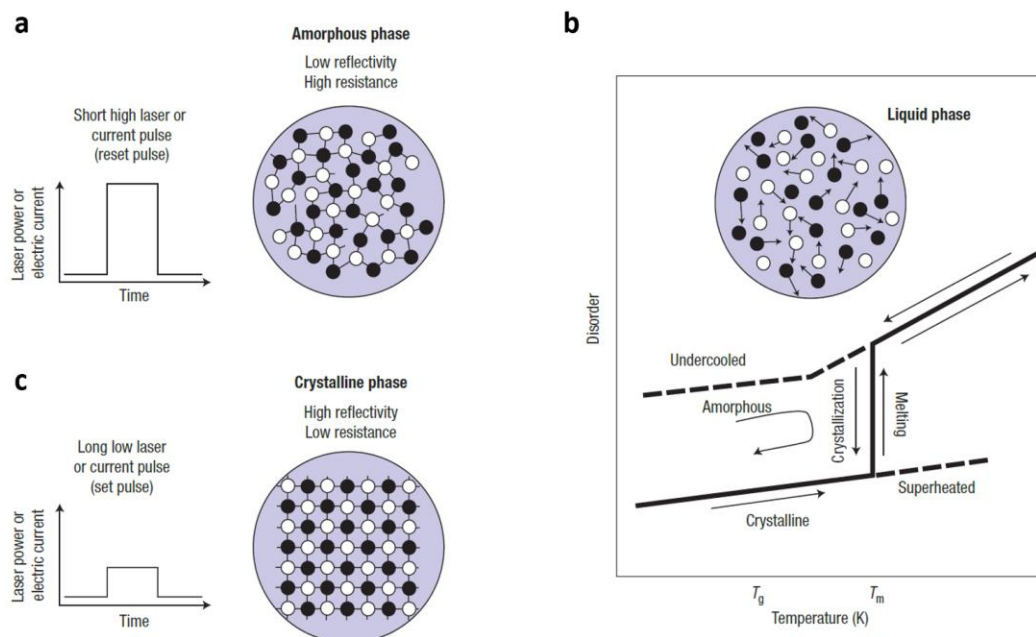 a
Amorphous phase
Low reflectivity
High resistance
Short high laser or
current pulse
(reset pulse)
Laser power or
electric current
Time
c
Crystalline phase
High reflectivity
Low resistance
Long low laser
or current pulse
(set pulse)
Laser power or
electric current
Time
b
Liquid phase
Disorder
Undercooled
Amorphous
Crystallization
Melting
Superheated
Crystalline
Tg
Tm
Temperature (K)